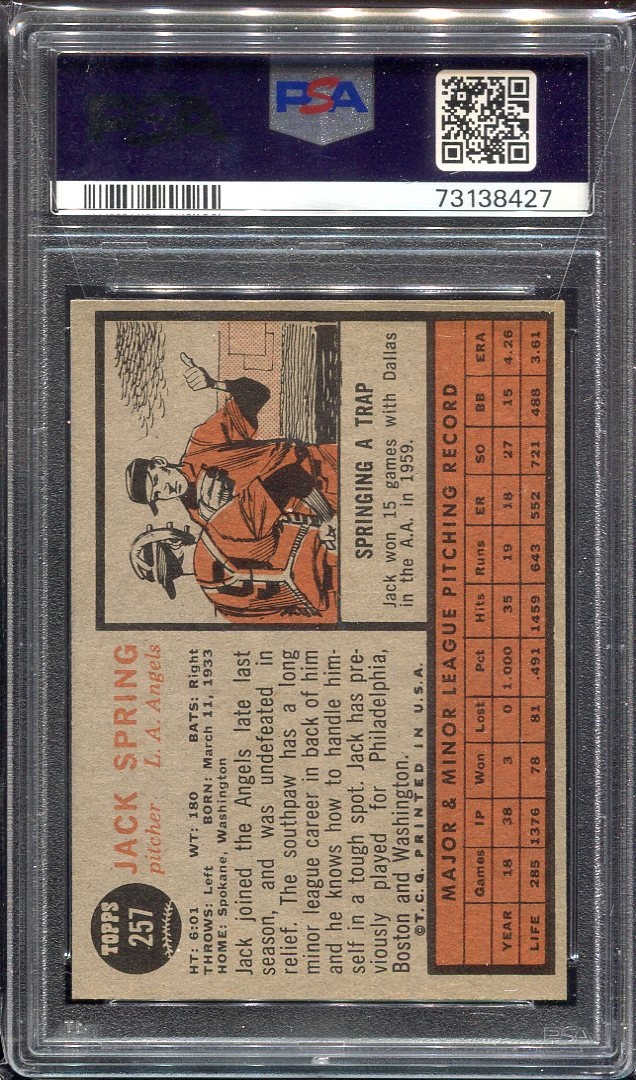 PSA
PSA
73138427
TOPPS
257
JACK SPRING
pitcher L. A. Angels
HT: 6:01 WT: 180 BATS: Right
THROWS: Left BORN: March 11, 1933
HOME: Spokane, Washington
Jack joined the Angels late last
season, and was undefeated in
relief. The southpaw has a long
minor league career in back of him
and he knows how to handle him-
self in a tough spot. Jack has pre-
viously played for Philadelphia,
Boston and Washington.
©T.C.G. PRINTED IN U.S.A.
SPRINGING A TRAP
Jack won 15 games with Dallas
in the A.A. in 1959.
MAJOR & MINOR LEAGUE PITCHING RECORD
Games IP Won Lost Pct Hits Runs ER SO BB ERA
YEAR 18 38 3 0 1.000 35 19 18 27 15 4.26
LIFE 285 1376 78 81 .491 1459 643 552 721 488 3.61
PSA